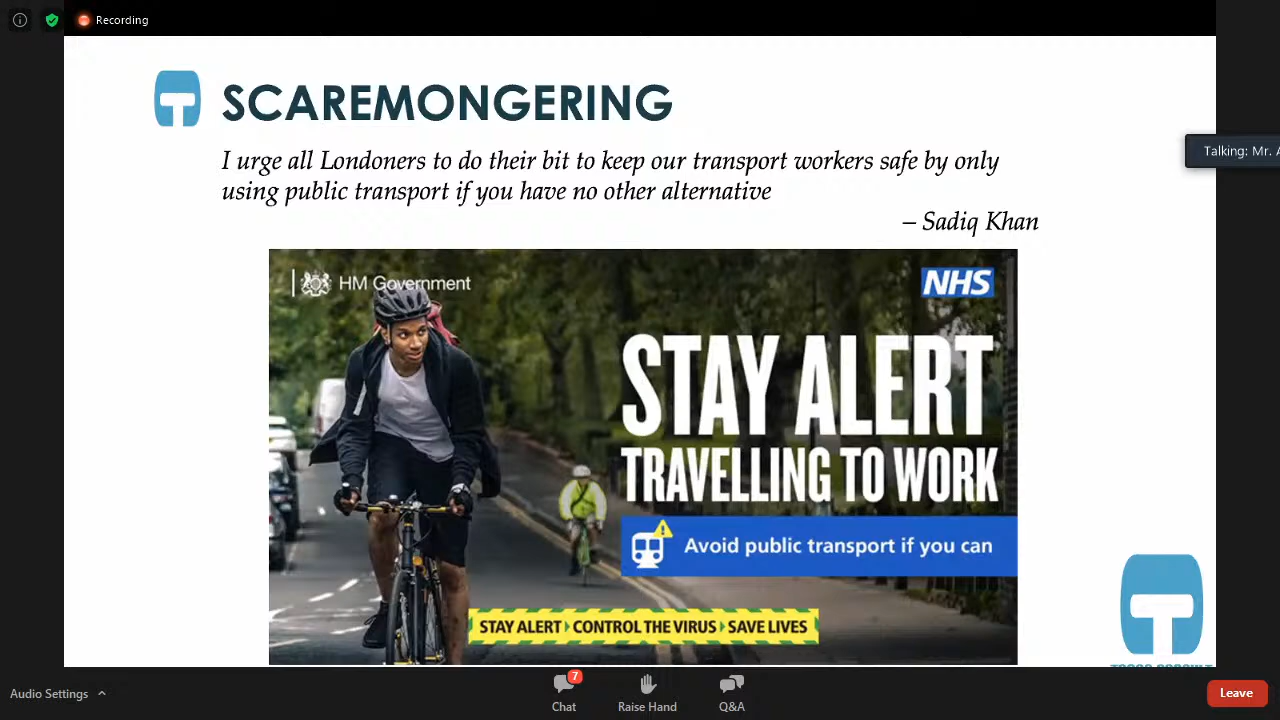 Recording
SCAREMONGERING
I urge all Londoners to do their bit to keep our transport workers safe by only
using public transport if you have no other alternative
– Sadiq Khan
Talking: Mr. A
HM Government
NHS
STAY ALERT
TRAVELLING TO WORK
Avoid public transport if you can
STAY ALERT CONTROL THE VIRUS SAVE LIVES
Audio Settings
7
Chat
Raise Hand
Q&A
Leave